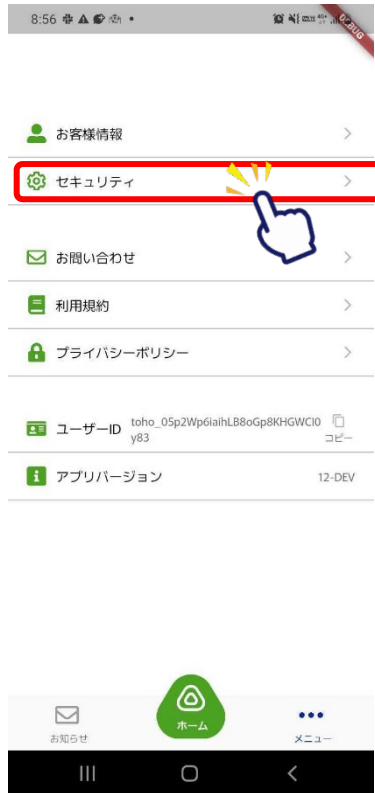 8:56
DEBUG
お客様情報
セキュリティ
お問い合わせ
利用規約
プライバシーポリシー
ユーザーID
toho_05p2Wp6iaihLB8oGp8KHGWCI0
y83
コピー
アプリバージョン
12-DEV
ホーム
お知らせ
メニュー